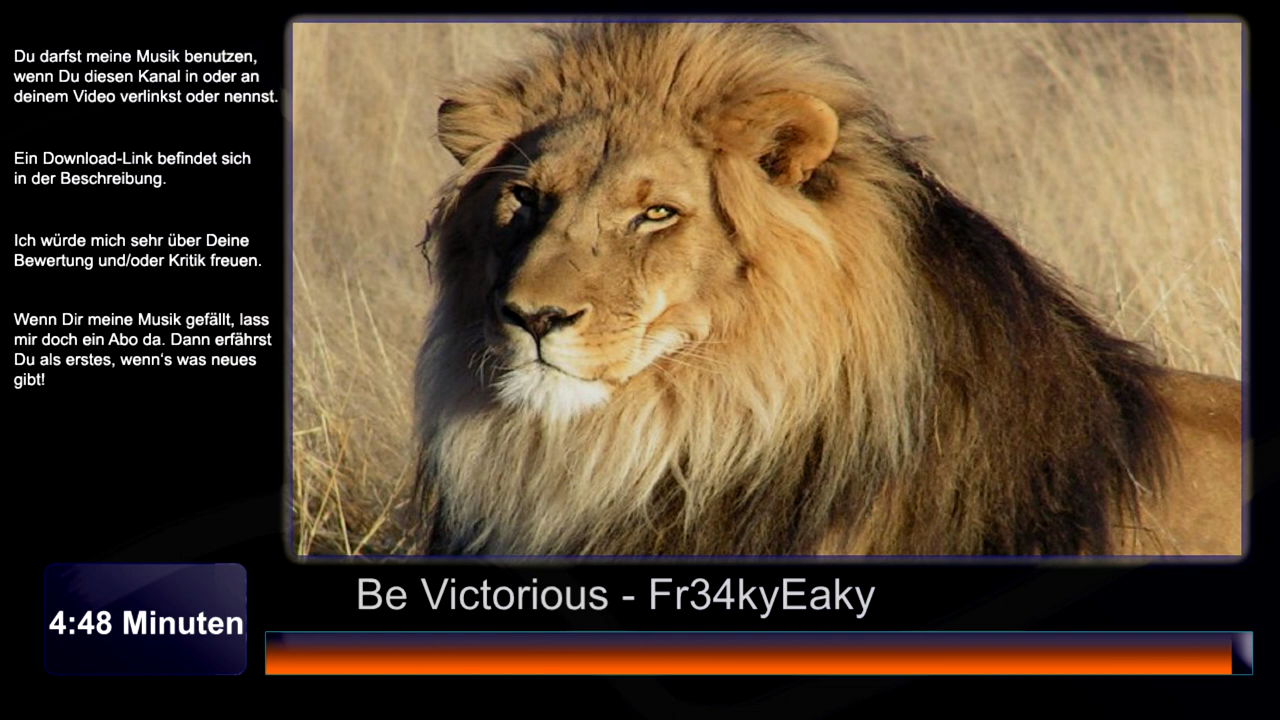 Du darfst meine Musik benutzen,
wenn Du diesen Kanal in oder an
deinem Video verlinkst oder nennst.
Ein Download-Link befindet sich
in der Beschreibung.
Ich würde mich sehr über Deine
Bewertung und/oder Kritik freuen.
Wenn Dir meine Musik gefällt, lass
mir doch ein Abo da. Dann erfährst
Du als erstes, wenn's was neues
gibt!
Be Victorious - Fr34kyEaky
4:48 Minuten